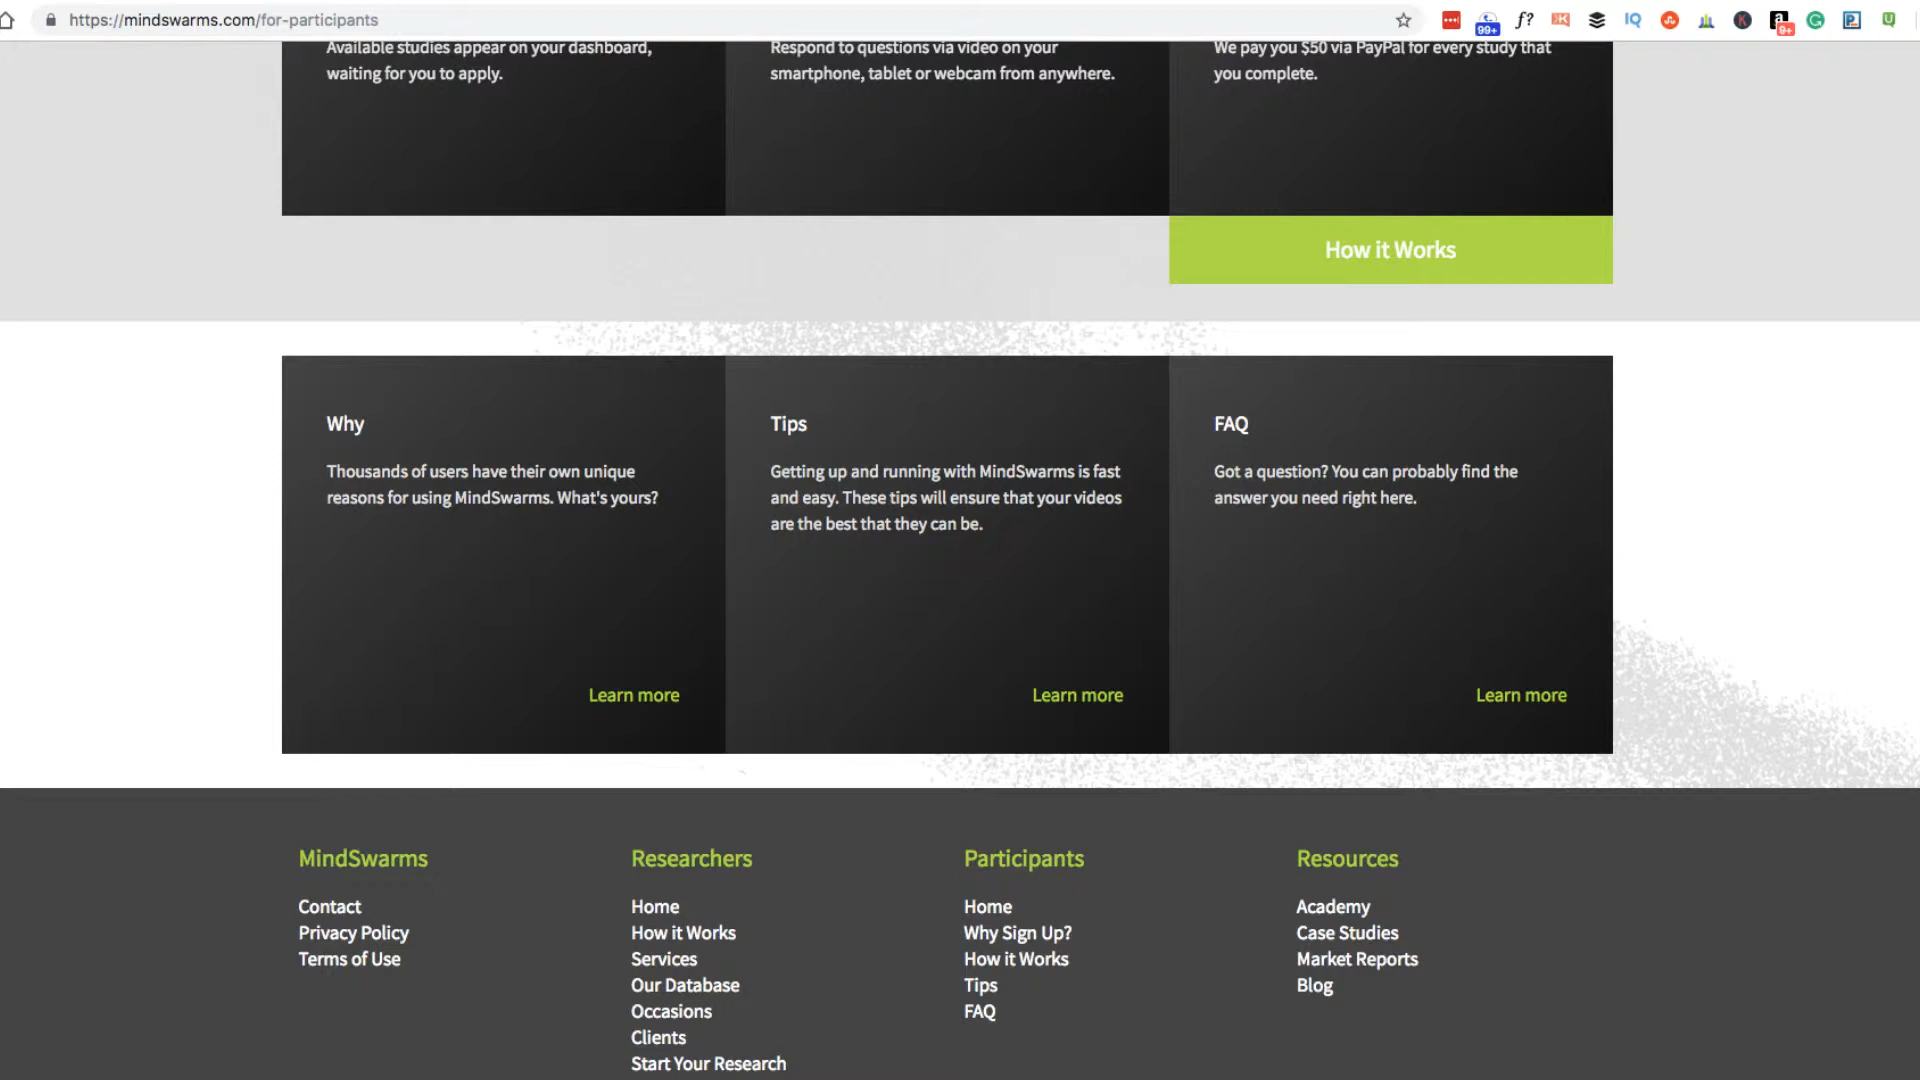 https://mindswarms.com/for-participants
99+
f?
IQ
K
a
9+
Available studies appear on your dashboard,
waiting for you to apply.
Respond to questions via video on your
smartphone, tablet or webcam from anywhere.
We pay you $50 via PayPal for every study that
you complete.
How it Works
Why
Thousands of users have their own unique
reasons for using MindSwarms. What's yours?
Learn more
Tips
Getting up and running with MindSwarms is fast
and easy. These tips will ensure that your videos
are the best that they can be.
Learn more
FAQ
Got a question? You can probably find the
answer you need right here.
Learn more
MindSwarms
Contact
Privacy Policy
Terms of Use
Researchers
Home
How it Works
Services
Our Database
Occasions
Clients
Start Your Research
Participants
Home
Why Sign Up?
How it Works
Tips
FAQ
Resources
Academy
Case Studies
Market Reports
Blog